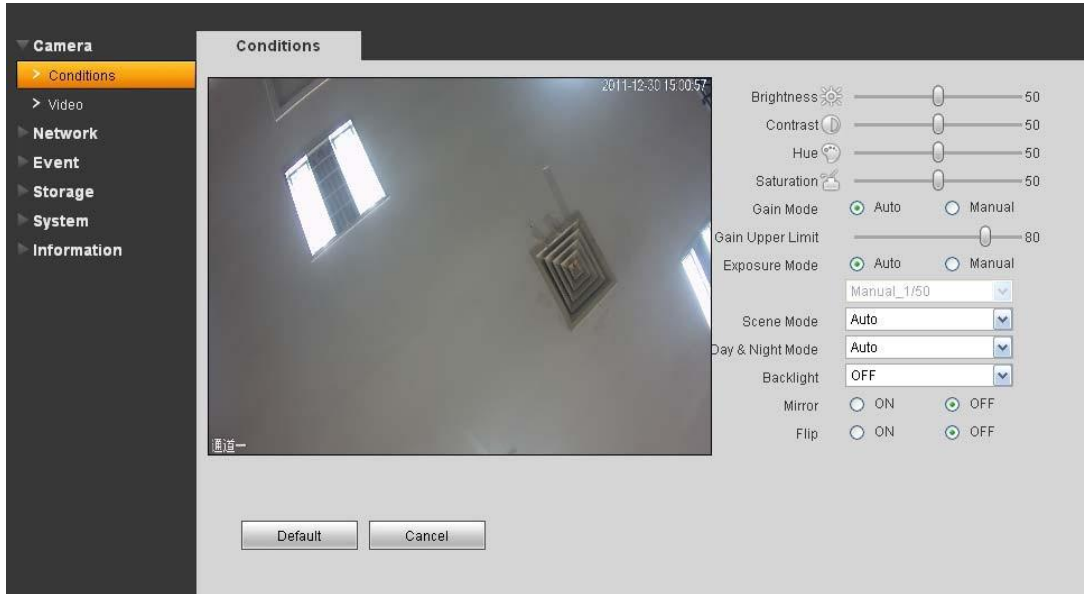 Camera
Conditions
Video
Network
Event
Storage
System
Information
Conditions
2011-12-30 15:00:57
通道一
Brightness 50
Contrast 50
Hue 50
Saturation 50
Gain Mode Auto Manual
Gain Upper Limit 80
Exposure Mode Auto Manual
Manual_1/50
Scene Mode Auto
Day & Night Mode Auto
Backlight OFF
Mirror ON OFF
Flip ON OFF
Default Cancel